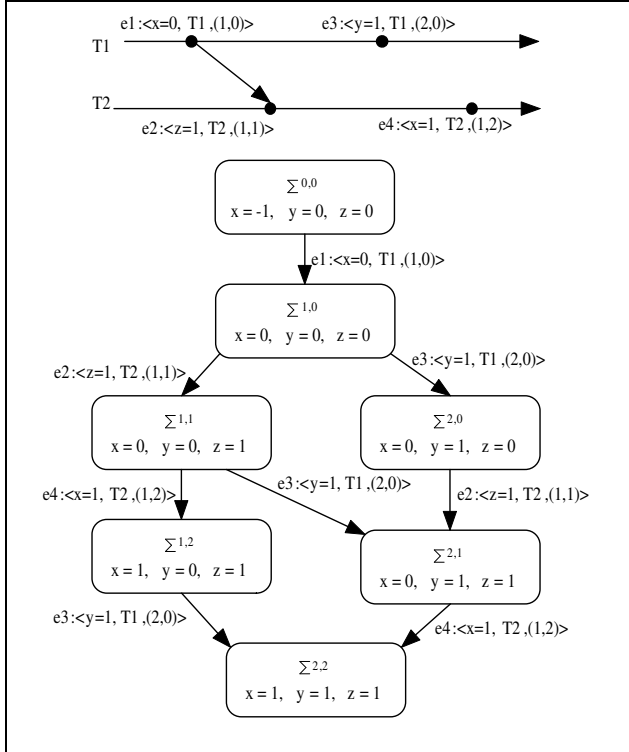 e1:<x=0, T1,(1,0)> e3:<y=1, T1,(2,0)>
T1
T2
e2:<z=1, T2,(1,1)> e4:<x=1, T2,(1,2)>
∑0,0
x = -1, y = 0, z = 0
e1:<x=0, T1,(1,0)>
∑1,0
x = 0, y = 0, z = 0
e2:<z=1, T2,(1,1)> e3:<y=1, T1,(2,0)>
∑1,1
x = 0, y = 0, z = 1
∑2,0
x = 0, y = 1, z = 0
e4:<x=1, T2,(1,2)> e3:<y=1, T1,(2,0)> e2:<z=1, T2,(1,1)>
∑1,2
x = 1, y = 0, z = 1
∑2,1
x = 0, y = 1, z = 1
e3:<y=1, T1,(2,0)> e4:<x=1, T2,(1,2)>
∑2,2
x = 1, y = 1, z = 1